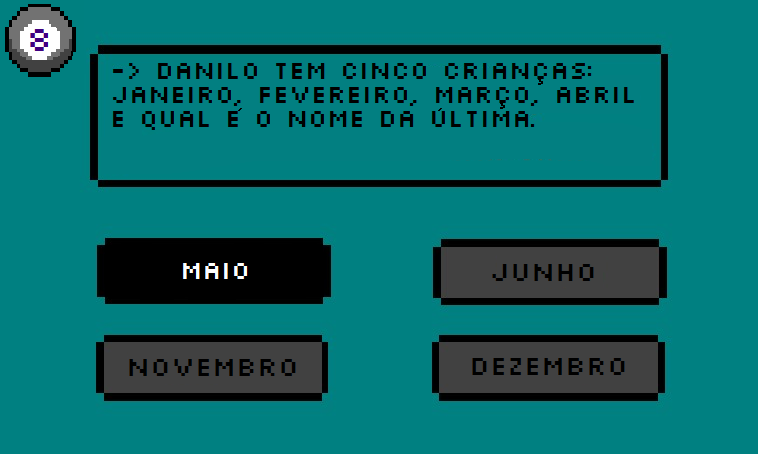 8
-> DANILO TEM CINCO CRIANÇAS:
JANEIRO, FEVEREIRO, MARÇO, ABRIL
E QUAL É O NOME DA ÚLTIMA.
MAIO
JUNHO
NOVEMBRO
DEZEMBRO